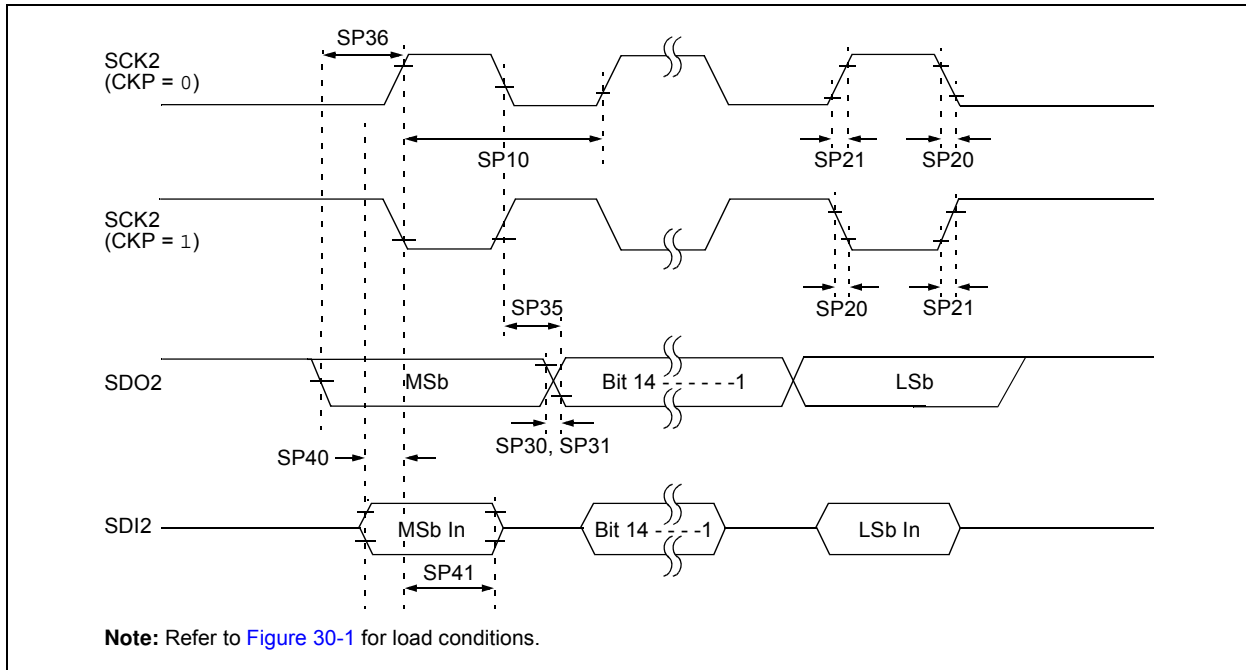 SP36
SCK2
(CKP = 0)
SP10
SP21
SP20
SCK2
(CKP = 1)
SP35
SP20
SP21
SDO2
MSb
Bit 14 - - - - - -1
LSb
SP30, SP31
SP40
SDI2
MSb In
Bit 14 - - - -1
LSb In
SP41
Note: Refer to Figure 30-1 for load conditions.